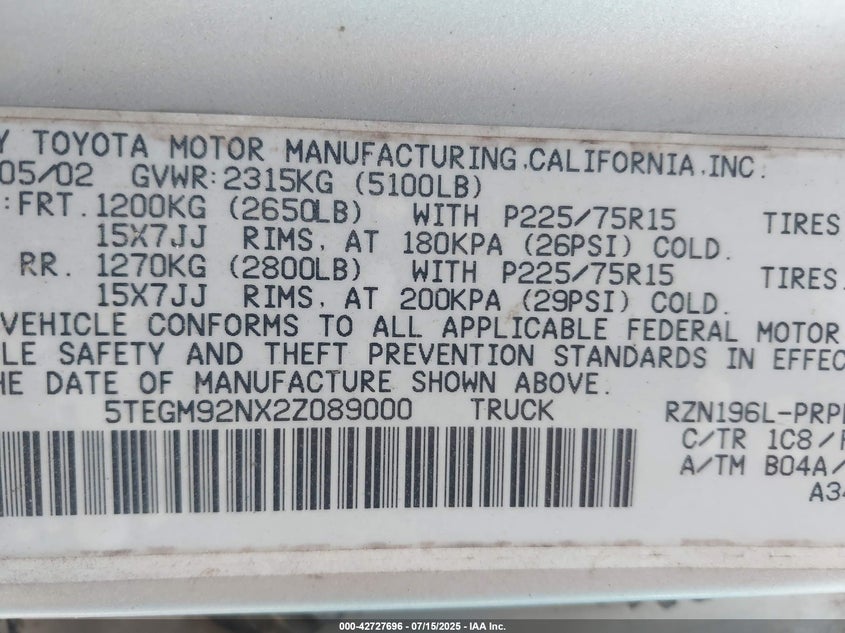 Y TOYOTA MOTOR MANUFACTURING,CALIFORNIA,INC.
05/02 GVWR:2315KG (5100LB)
:FRT. 1200KG (2650LB) WITH P225/75R15 TIRES,
15X7JJ RIMS, AT 180KPA (26PSI) COLD.
RR. 1270KG (2800LB) WITH P225/75R15 TIRES,
15X7JJ RIMS, AT 200KPA (29PSI) COLD.
VEHICLE CONFORMS TO ALL APPLICABLE FEDERAL MOTOR
LE SAFETY AND THEFT PREVENTION STANDARDS IN EFFEC
HE DATE OF MANUFACTURE SHOWN ABOVE.
5TEGM92NX2Z089000 TRUCK RZN196L-PRP
C/TR 1C8/
A/TM B04A/
A34
000-42727696 - 07/15/2025 - IAA Inc.